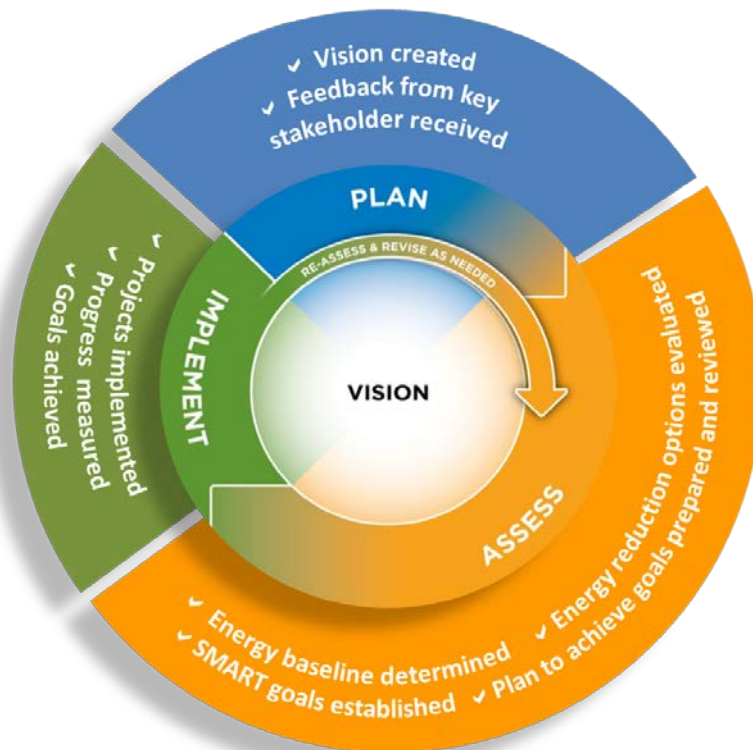 ✓ Vision created
✓ Feedback from key
stakeholder received
PLAN
RE-ASSESS & REVISE AS NEEDED
IMPLEMENT
✓ Projects implemented
✓ Progress measured
✓ Goals achieved
VISION
ASSESS
✓ Energy baseline determined
✓ SMART goals established
✓ Energy reduction options evaluated
✓ Plan to achieve goals prepared and reviewed